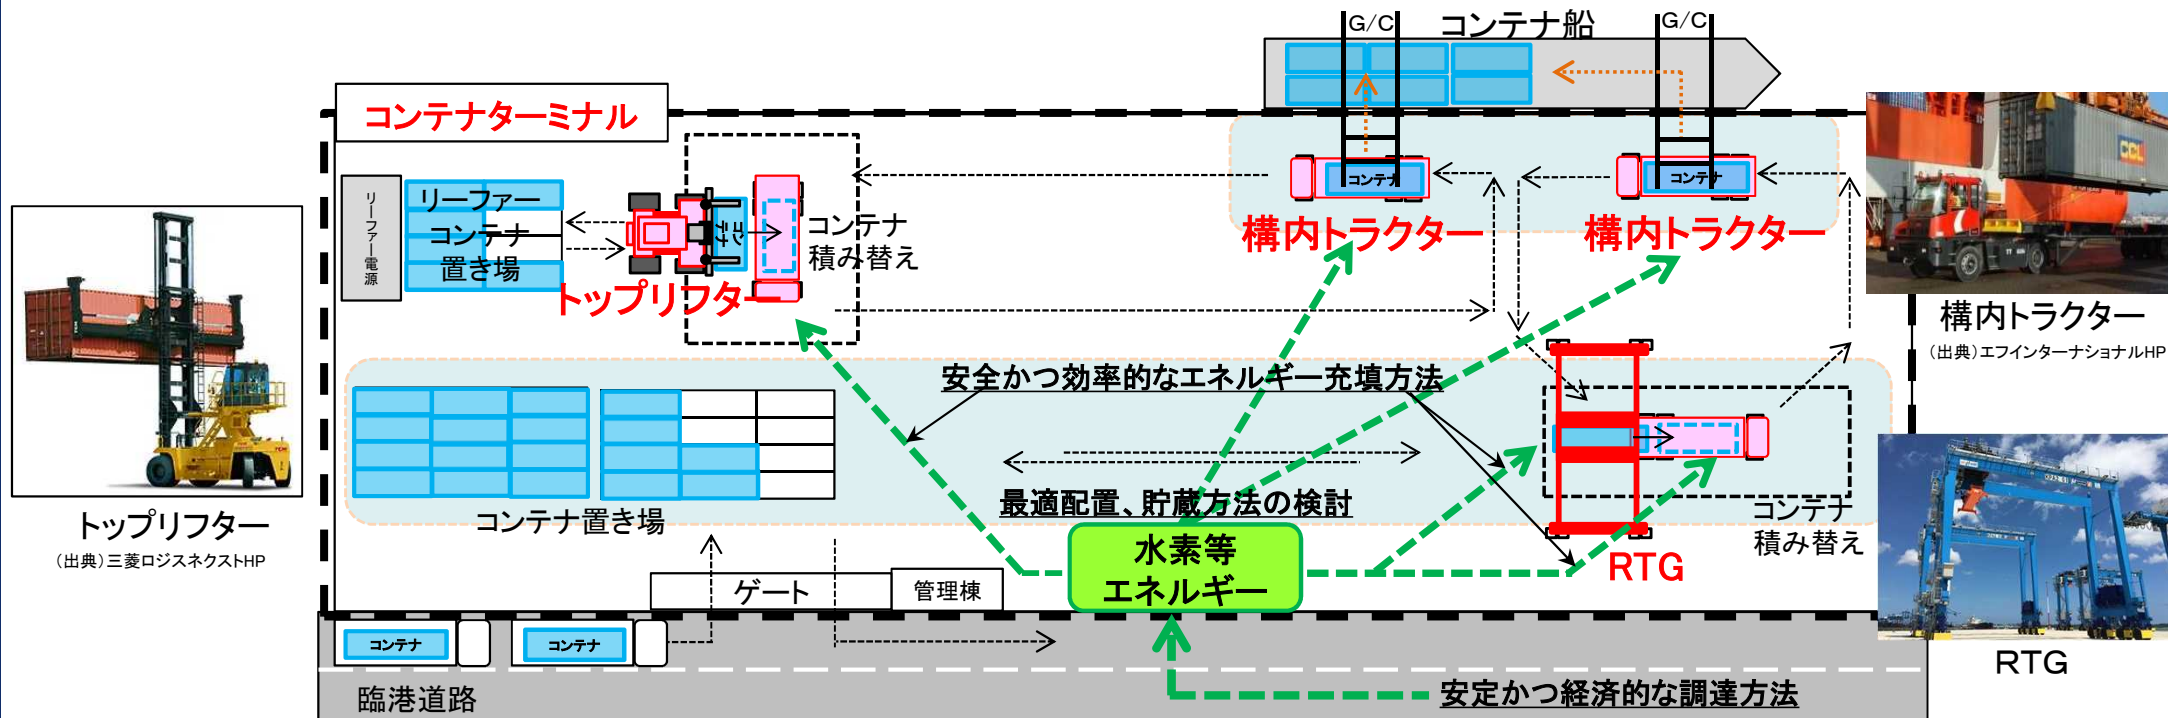 G/C
コンテナ船
G/C
コンテナターミナル
リーファー電源
リーファー
コンテナ
置き場
コンテナ
コンテナ
積み替え
トップリフター
コンテナ
構内トラクター
コンテナ
構内トラクター
CCL
構内トラクター
（出典）エフインターナショナルHP
トップリフター
（出典）三菱ロジスネクストHP
安全かつ効率的なエネルギー充填方法
最適配置、貯蔵方法の検討
コンテナ置き場
コンテナ
積み替え
RTG
水素等
エネルギー
ゲート
管理棟
コンテナ
コンテナ
臨港道路
安定かつ経済的な調達方法
RTG